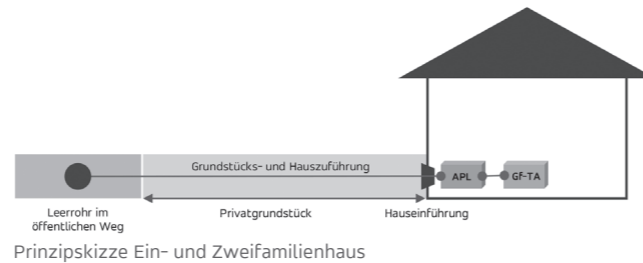 Grundstücks- und Hauszuführung
APL
Gf-TA
Leerrohr im
öffentlichen Weg
Privatgrundstück
Hauseinführung
Prinzipskizze Ein- und Zweifamilienhaus